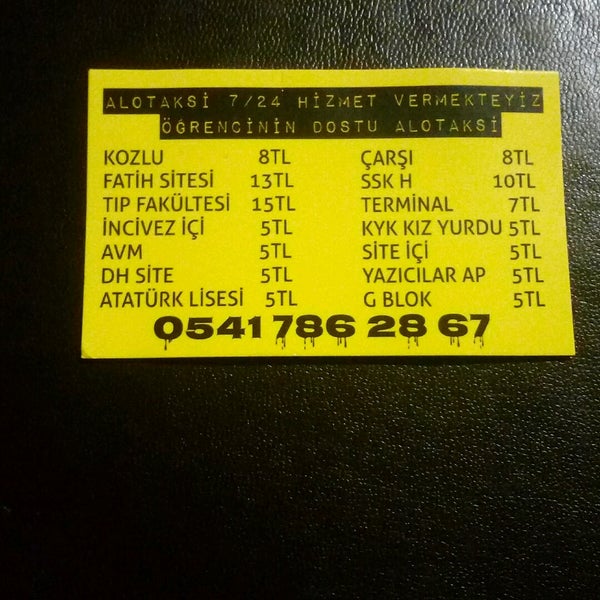 ALOTAKSİ 7/24 HİZMET VERMEKTEYİZ
ÖĞRENCİNİN DOSTU ALOTAKSİ
KOZLU 8TL
FATİH SİTESİ 13TL
TIP FAKÜLTESİ 15TL
İNCİVEZ İÇİ 5TL
AVM 5TL
DH SİTE 5TL
ATATÜRK LİSESİ 5TL
ÇARŞI 8TL
SSK H 10TL
TERMİNAL 7TL
KYK KIZ YURDU 5TL
SİTE İÇİ 5TL
YAZICILAR AP 5TL
G BLOK 5TL
0541 786 28 67